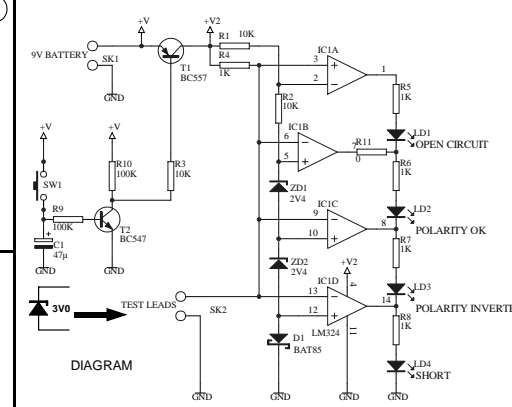 +V
+V2
9V BATTERY
SK1
GND
T1
BC557
R1
10K
R4
1K
IC1A
3
+
2
-
1
R5
1K
LD1
OPEN CIRCUIT
R2
10K
IC1B
6
-
5
+
7
R11
0
R6
1K
+V
+V
R10
100K
R3
10K
SW1
R9
100K
T2
BC547
+
C1
47µ
GND
GND
ZD1
2V4
IC1C
9
+
10
-
8
LD2
POLARITY OK
R7
1K
ZD2
2V4
IC1D
+V2
4
13
-
12
+
14
11
LM324
LD3
POLARITY INVERTE
R8
1K
3V0
TEST LEADS
SK2
D1
BAT85
LD4
SHORT
DIAGRAM
GND
GND
GND
GND